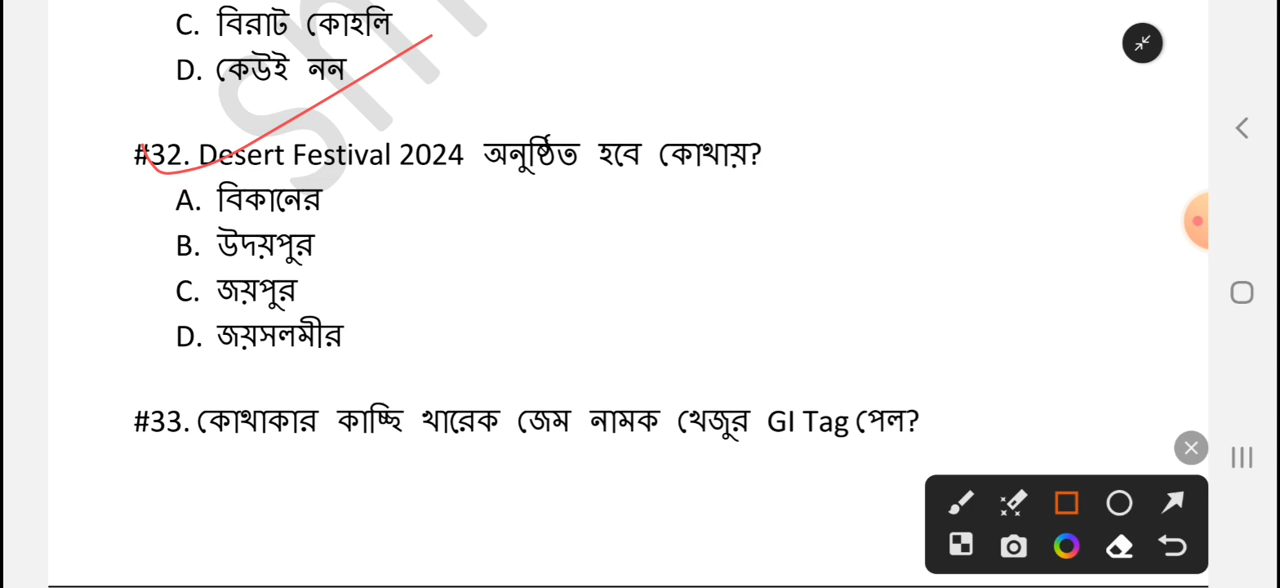 C. বিরাট কোহলি
D. কেউই নন
#32. Desert Festival 2024 অনুষ্ঠিত হবে কোথায়?
A. বিকানের
B. উদয়পুর
C. জয়পুর
D. জয়সলমীর
#33. কোথাকার কাচ্ছি খারেক জেম নামক খেজুর GI Tag পেল?